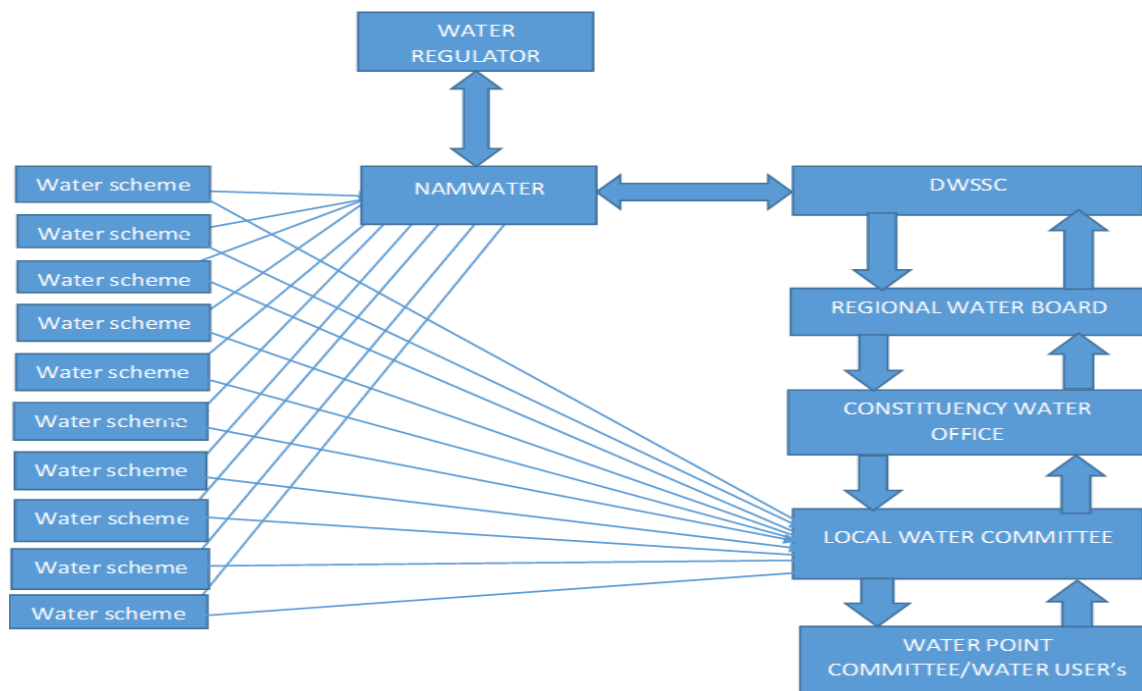 WATER
REGULATOR
NAMWATER
DWSSC
Water scheme
Water scheme
Water scheme
Water scheme
Water scheme
Water scheme
Water scheme
Water scheme
Water scheme
Water scheme
REGIONAL WATER BOARD
CONSTITUENCY WATER
OFFICE
LOCAL WATER COMMITTEE
WATER POINT
COMMITTEE/WATER USER's